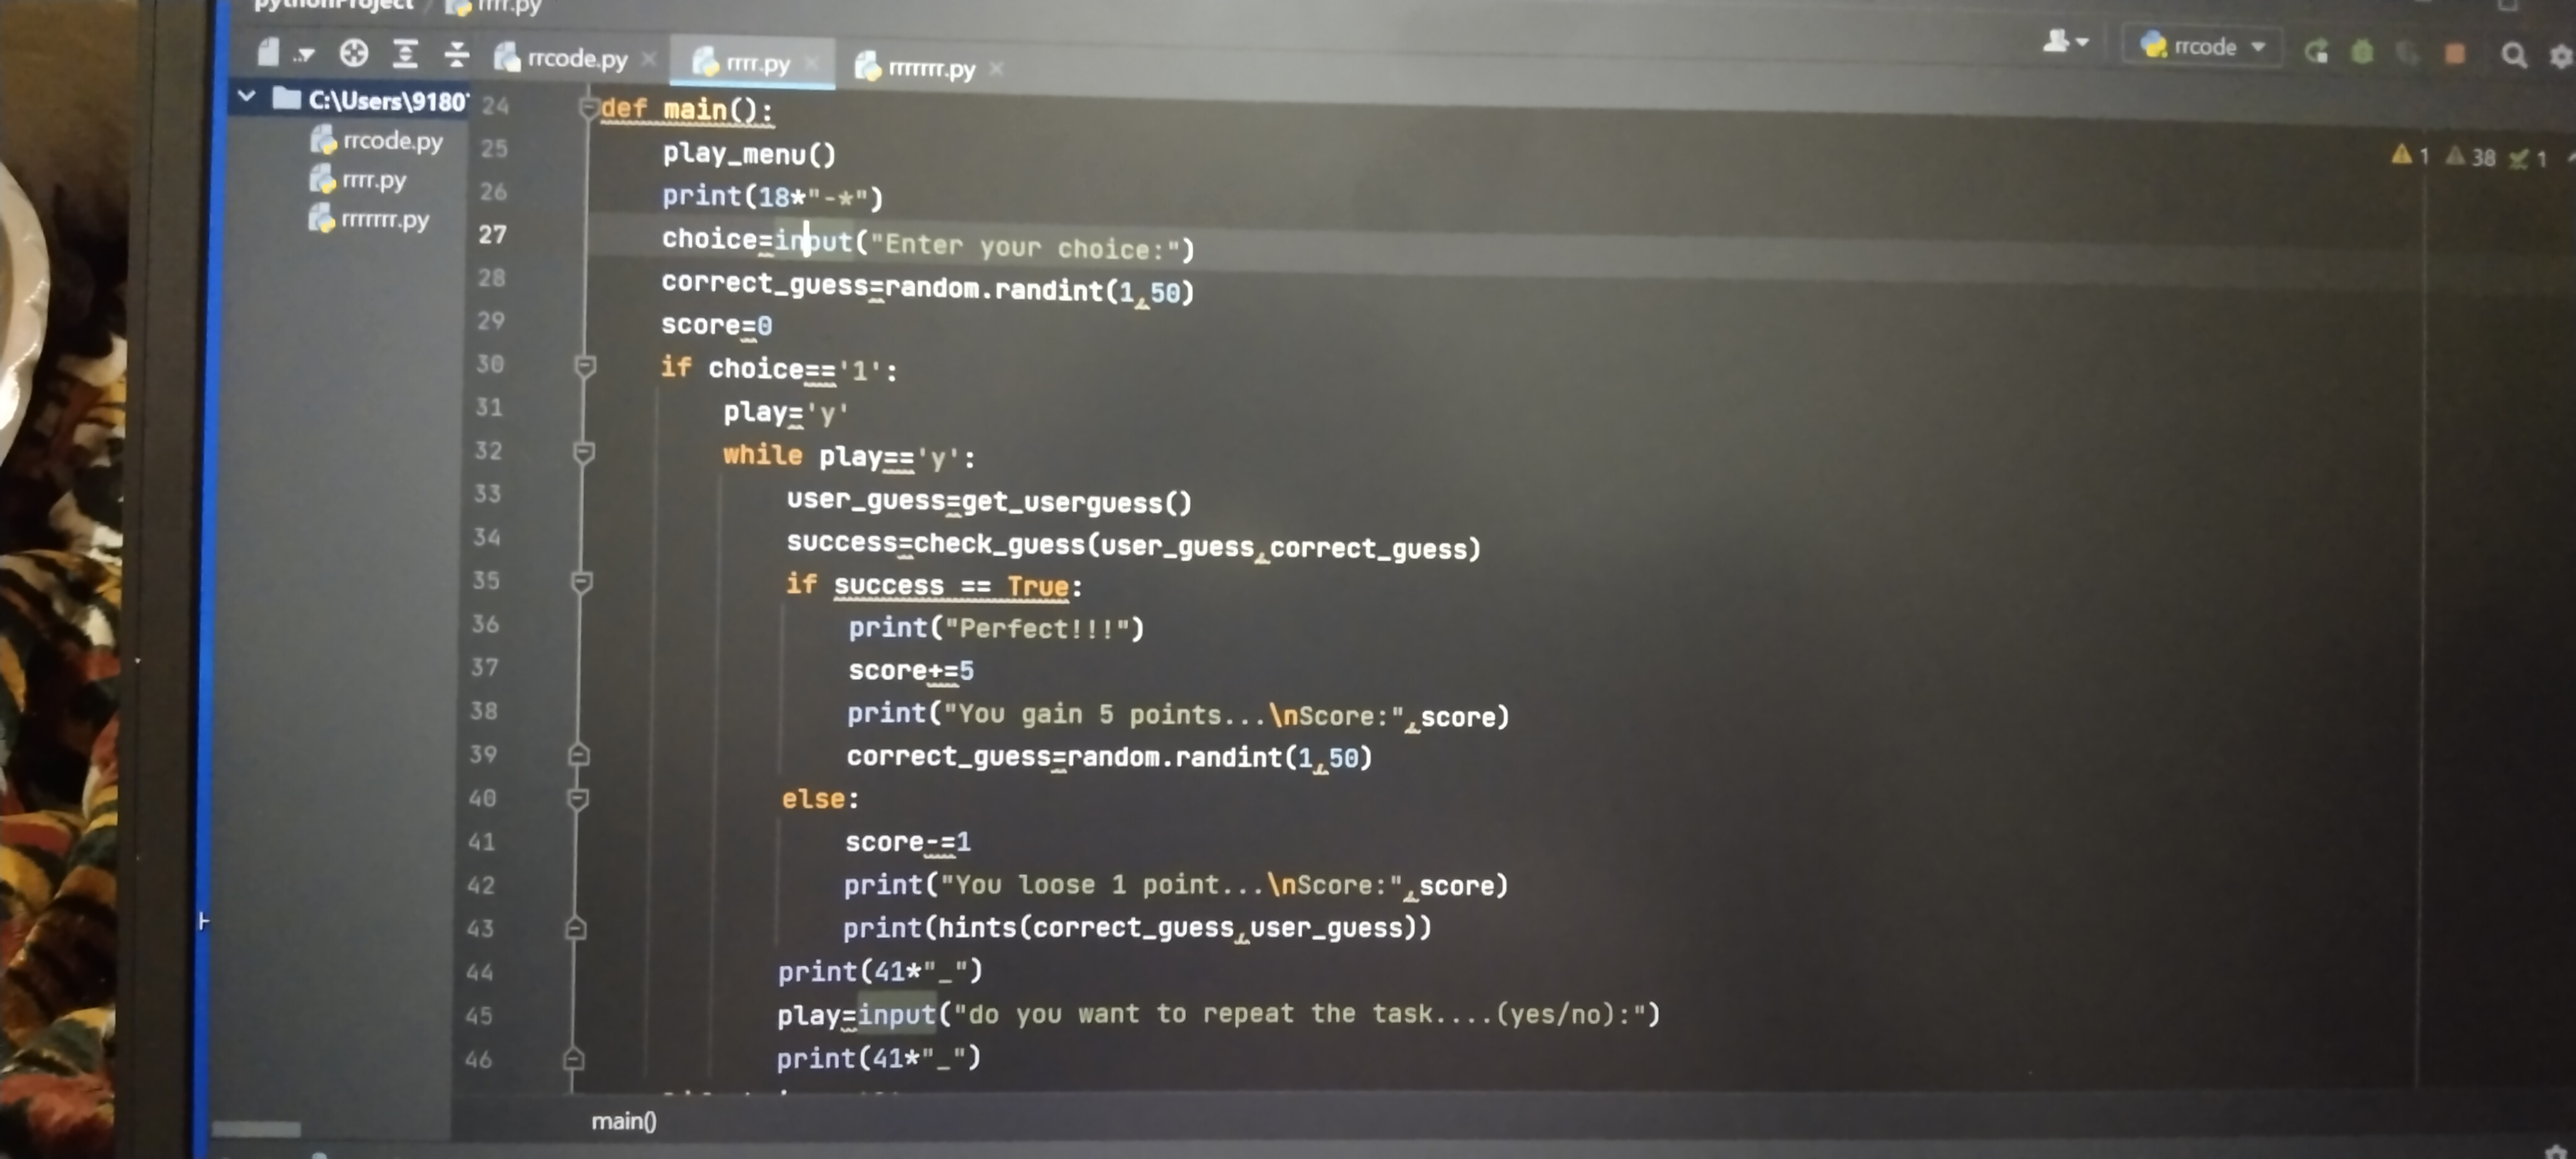 pythonProject / rrrr.py
rrcode.py rrrr.py rrrrrrr.py rrcode
C:\Users\9180
rrcode.py
rrrr.py
rrrrrrr.py
1 38 1
24 def main():
25 play_menu()
26 print(18*"-*")
27 choice=input("Enter your choice:")
28 correct_guess=random.randint(1,50)
29 score=0
30 if choice=='1':
31 play='y'
32 while play=='y':
33 user_guess=get_userguess()
34 success=check_guess(user_guess,correct_guess)
35 if success == True:
36 print("Perfect!!!")
37 score+=5
38 print("You gain 5 points...\nScore:",score)
39 correct_guess=random.randint(1,50)
40 else:
41 score-=1
42 print("You loose 1 point...\nScore:",score)
43 print(hints(correct_guess,user_guess))
44 print(41*"_")
45 play=input("do you want to repeat the task....(yes/no):")
46 print(41*"_")
main()